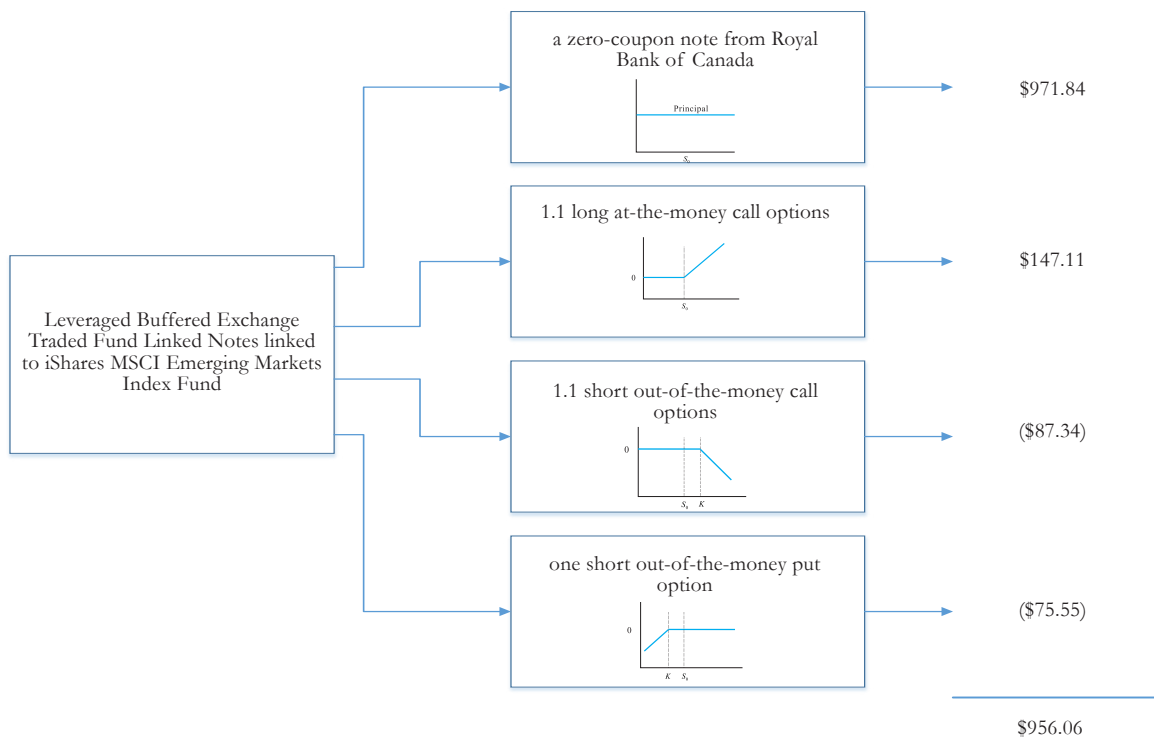 Leveraged Buffered Exchange
Traded Fund Linked Notes linked
to iShares MSCI Emerging Markets
Index Fund
a zero-coupon note from Royal
Bank of Canada
Principal
S₀
$971.84
1.1 long at-the-money call options
0
S₀
$147.11
1.1 short out-of-the-money call
options
0
S₀ K
($87.34)
one short out-of-the-money put
option
0
K S₀
($75.55)
$956.06